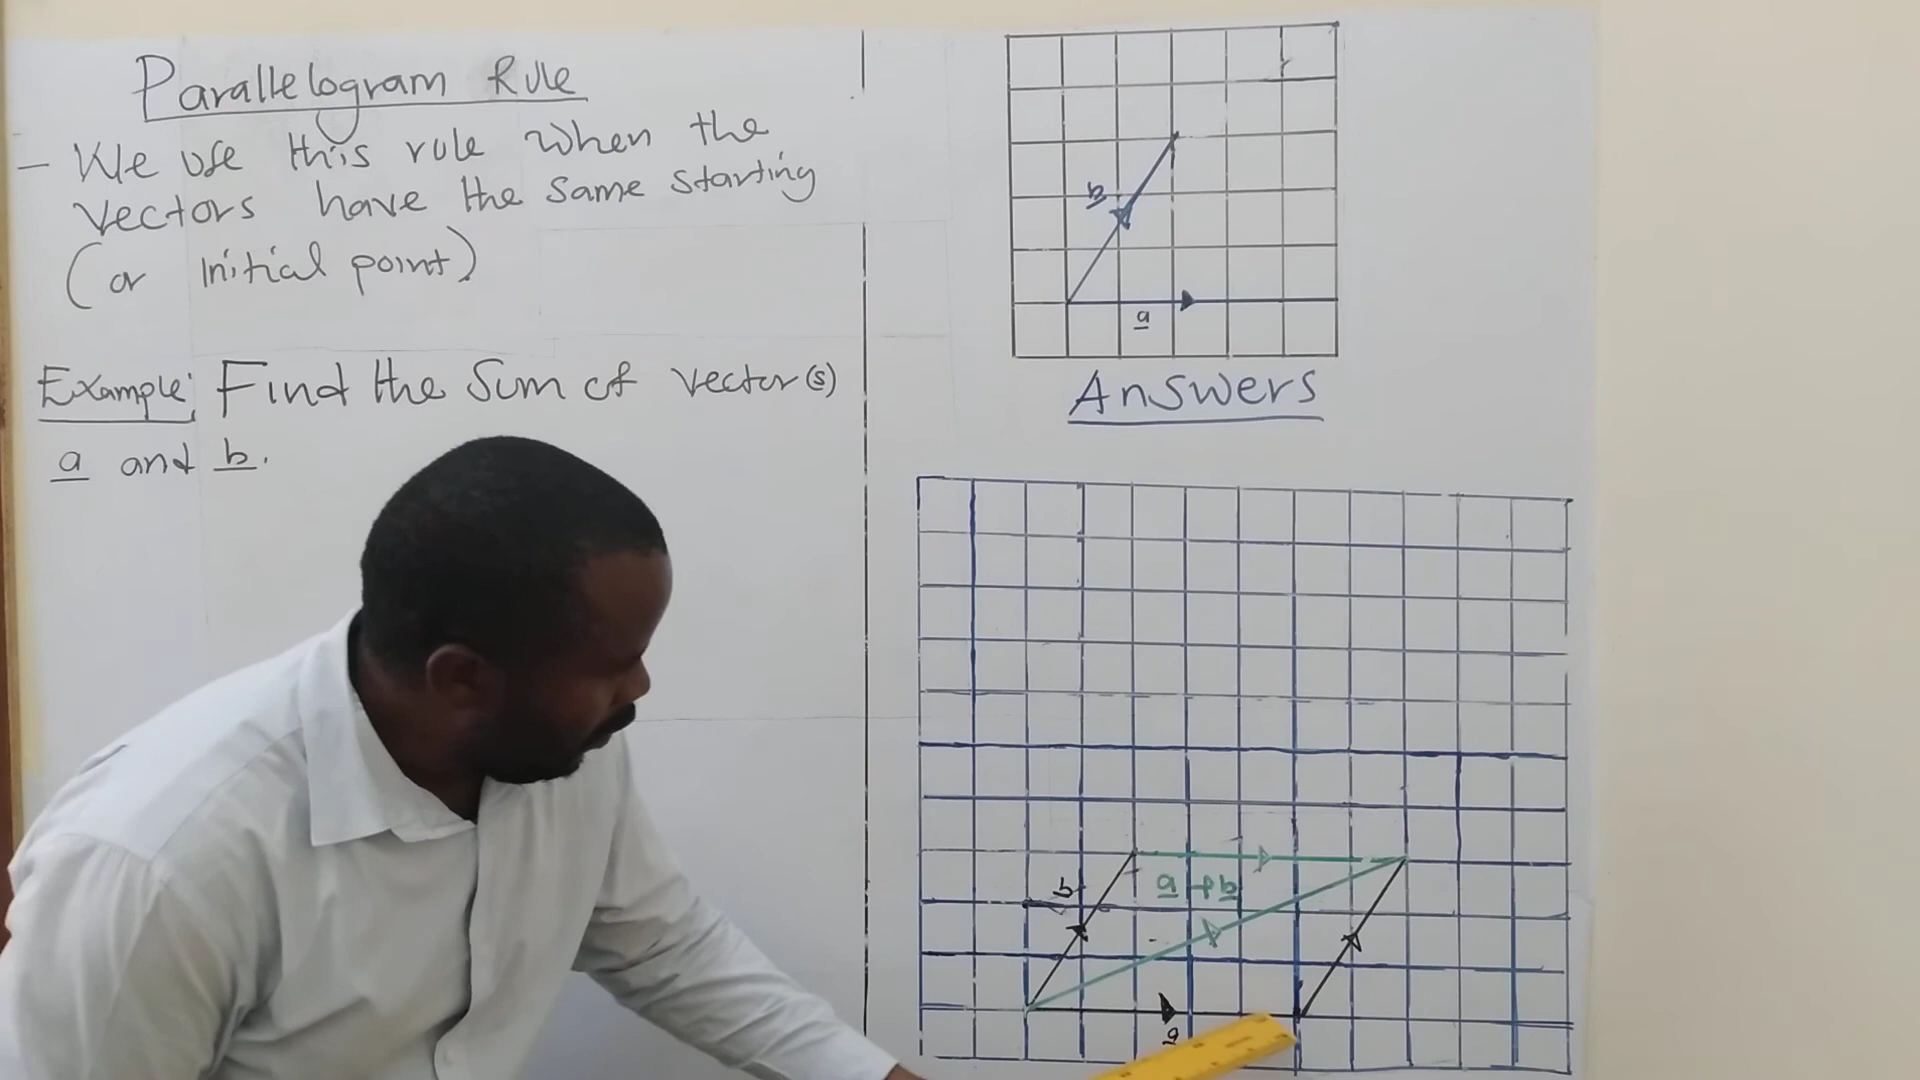 Parallelogram Rule
- We use this rule when the
vectors have the same starting
(or initial point)
Example: Find the sum of vector(s)
a and b.
b
a
Answers
b
a + b
a